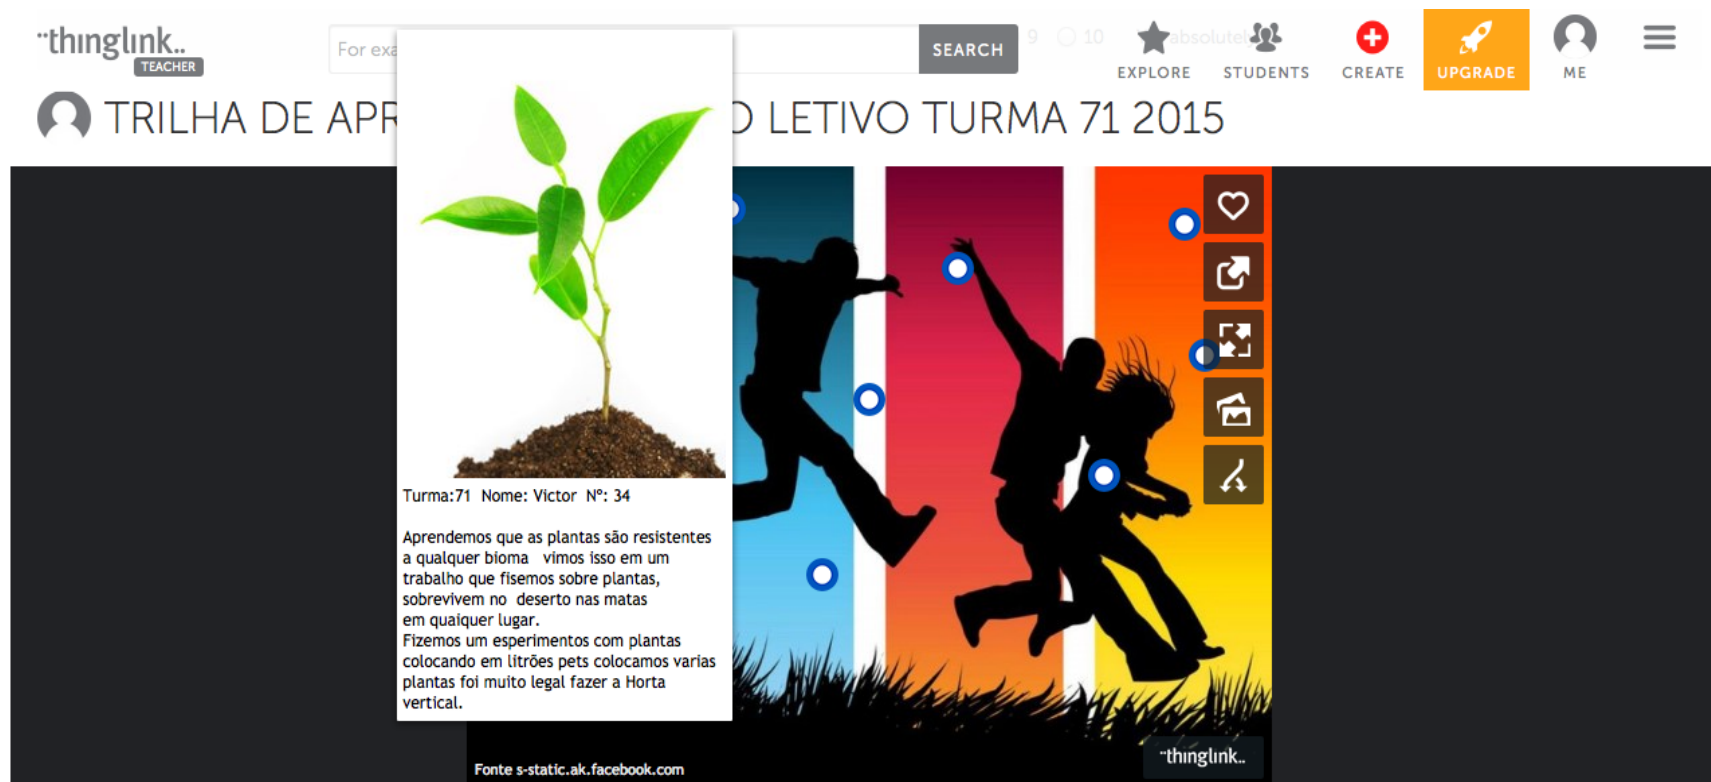 thinglink..
TEACHER
For exa
SEARCH
9 10 absolutely
EXPLORE
STUDENTS
CREATE
UPGRADE
ME
TRILHA DE APR O LETIVO TURMA 71 2015
Turma:71 Nome: Victor Nº: 34
Aprendemos que as plantas são resistentes
a qualquer bioma vimos isso em um
trabalho que fisemos sobre plantas,
sobrevivem no deserto nas matas
em quaiquer lugar.
Fizemos um esperimentos com plantas
colocando em litrões pets colocamos varias
plantas foi muito legal fazer a Horta
vertical.
Fonte s-static.ak.facebook.com
thinglink..